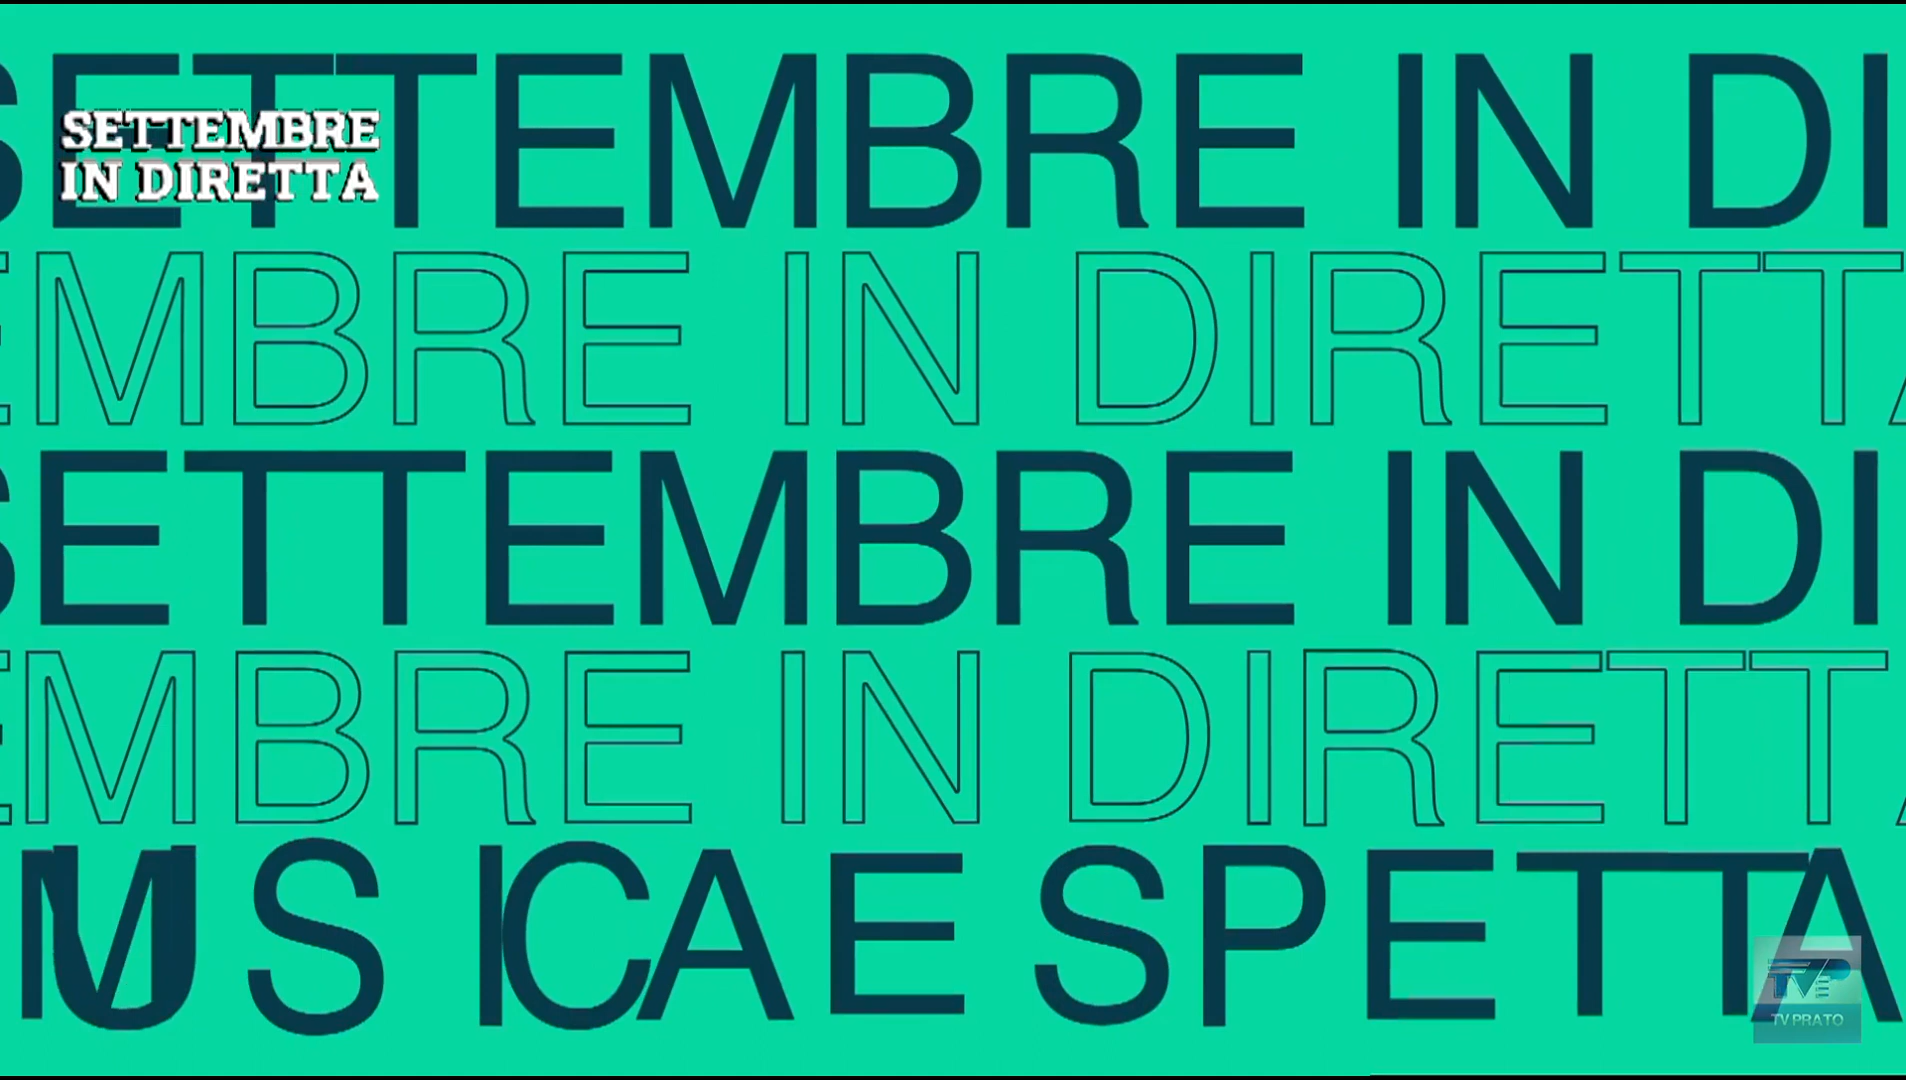 SETTEMBRE IN DI
SETTEMBRE
IN DIRETTA
EMBRE IN DIRETTA
SETTEMBRE IN DI
EMBRE IN DIRETTA
MUSICA E SPETTA
TV PRATO